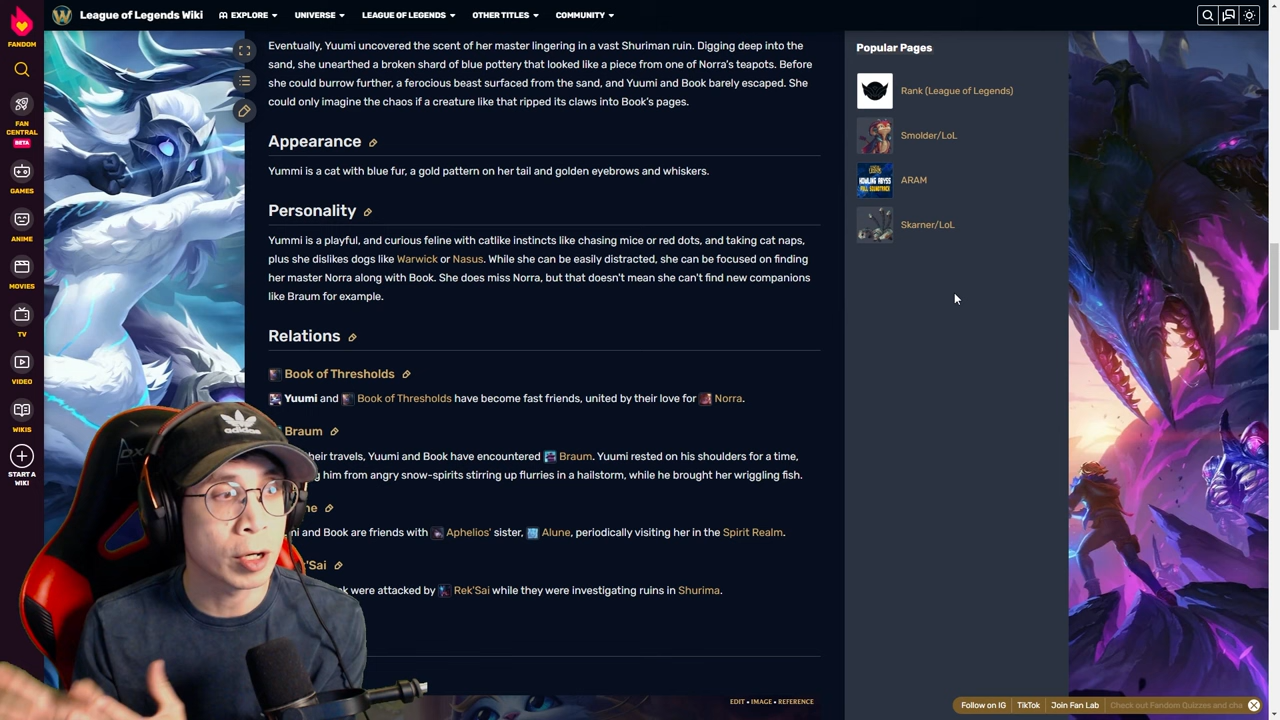 League of Legends Wiki
EXPLORE
UNIVERSE
LEAGUE OF LEGENDS
OTHER TITLES
COMMUNITY
FANDOM
FAN
CENTRAL
BETA
GAMES
ANIME
MOVIES
TV
VIDEO
WIKIS
START A
WIKI
Eventually, Yuumi uncovered the scent of her master lingering in a vast Shuriman ruin. Digging deep into the
sand, she unearthed a broken shard of blue pottery that looked like a piece from one of Norra's teapots. Before
she could burrow further, a ferocious beast surfaced from the sand, and Yuumi and Book barely escaped. She
could only imagine the chaos if a creature like that ripped its claws into Book's pages.
Appearance
Yummi is a cat with blue fur, a gold pattern on her tail and golden eyebrows and whiskers.
Personality
Yummi is a playful, and curious feline with catlike instincts like chasing mice or red dots, and taking cat naps,
plus she dislikes dogs like Warwick or Nasus. While she can be easily distracted, she can be focused on finding
her master Norra along with Book. She does miss Norra, but that doesn't mean she can't find new companions
like Braum for example.
Relations
Book of Thresholds
Yuumi and Book of Thresholds have become fast friends, united by their love for Norra.
Braum
heir travels, Yuumi and Book have encountered Braum. Yuumi rested on his shoulders for a time,
him from angry snow-spirits stirring up flurries in a hailstorm, while he brought her wriggling fish.
ne
and Book are friends with Aphelios' sister, Alune, periodically visiting her in the Spirit Realm.
'Sai
were attacked by Rek'Sai while they were investigating ruins in Shurima.
EDIT • IMAGE • REFERENCE
Popular Pages
Rank (League of Legends)
Smolder/LoL
HOWLING ABYSS
FULL SOUNDTRACK
ARAM
Skarner/LoL
adidas
Follow on IG
TikTok
Join Fan Lab
Check out Fandom Quizzes and cha